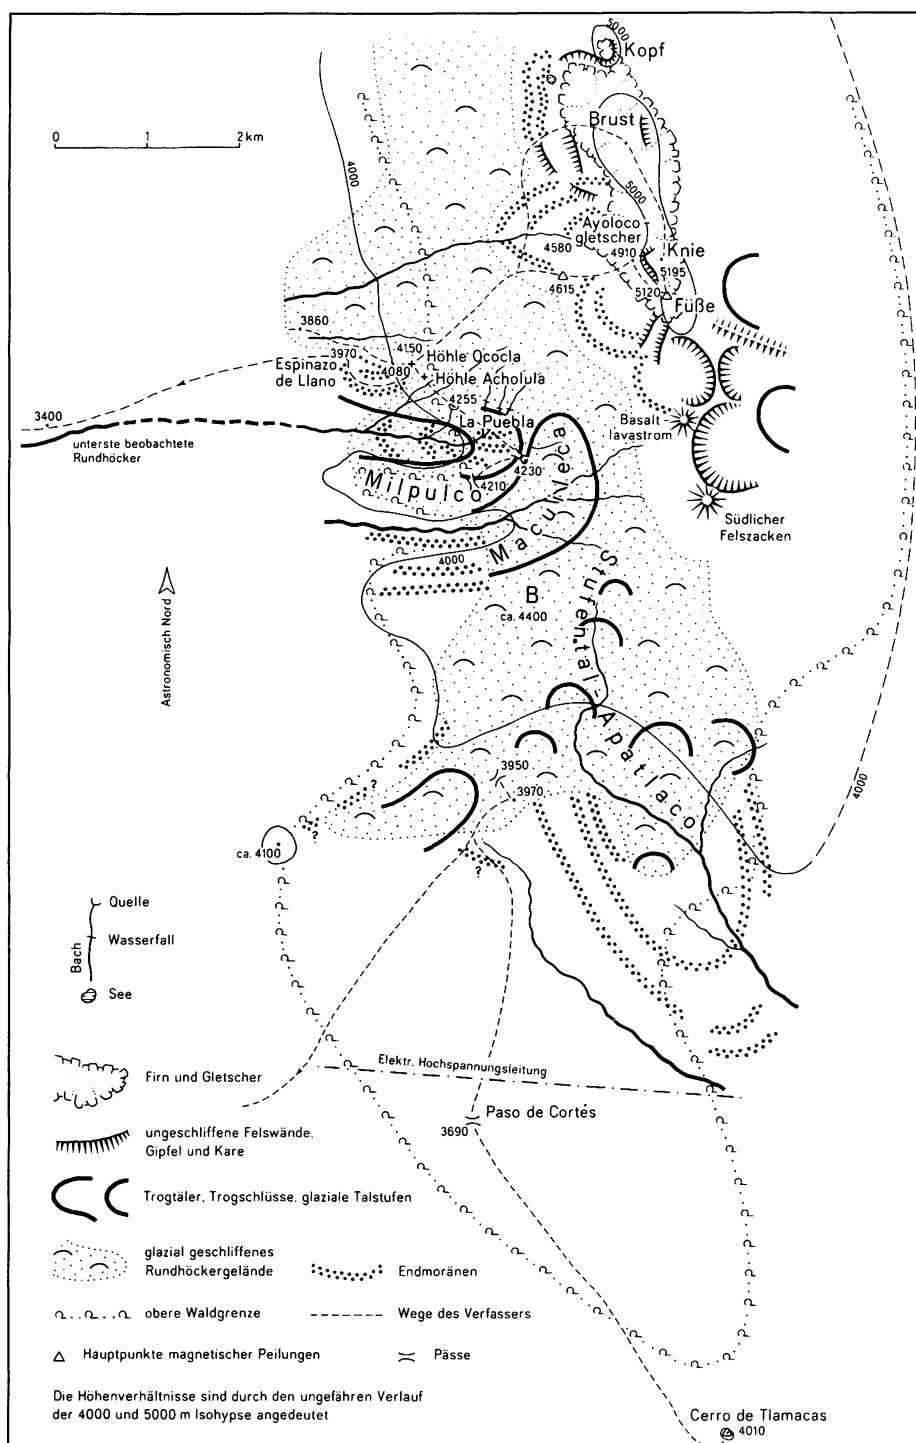 5000
Kopf
0 1 2 km
Brust
4000
5000
Ayoloco-
gletscher
4580
4910
Knie
5195
4615
5120
Füße
3860
3970
4150
Höhle Ococla
Espinazo
de Llano
4080
Höhle Acholula
4255
3400
La Puebla
Basalt
lavastrom
unterste beobachtete
Rundhöcker
4230
Milpulco
4210
Maculleca
Südlicher
Felszacken
4000
Astronomisch Nord
B
ca. 4400
Stufental-Apatlaco
3950
3970
4000
?
?
?
ca. 4100
Quelle
Wasserfall
Bach
See
Elektr. Hochspannungsleitung
Firn und Gletscher
Paso de Cortés
3690
ungeschliffene Felswände,
Gipfel und Kare
Trogtäler, Trogschlüsse, glaziale Talstufen
glazial geschliffenes
Rundhöckergelände
Endmoränen
obere Waldgrenze
Wege des Verfassers
Hauptpunkte magnetischer Peilungen
Pässe
Die Höhenverhältnisse sind durch den ungefähren Verlauf
der 4000 und 5000 m Isohypse angedeutet
Cerro de Tlamacas
4010